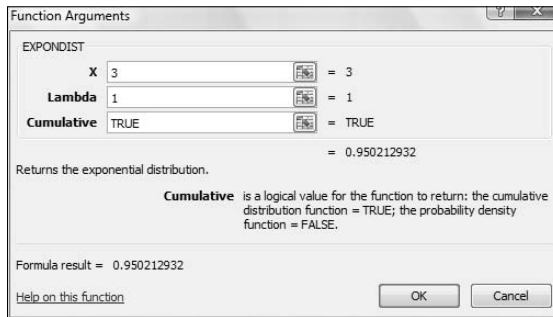 Function Arguments
EXPONDIST
X 3 = 3
Lambda 1 = 1
Cumulative TRUE = TRUE
= 0.950212932
Returns the exponential distribution.
Cumulative is a logical value for the function to return: the cumulative
distribution function = TRUE; the probability density
function = FALSE.
Formula result = 0.950212932
Help on this function OK Cancel